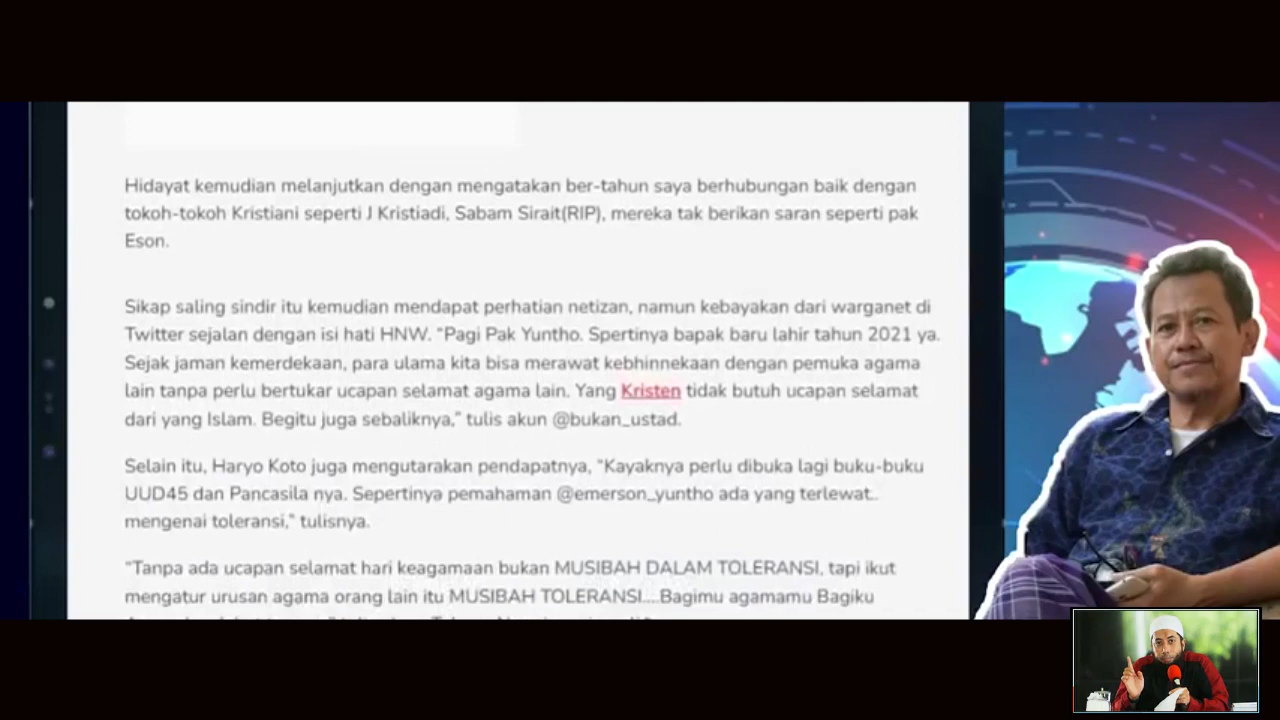 Hidayat kemudian melanjutkan dengan mengatakan ber-tahun saya berhubungan baik dengan
tokoh-tokoh Kristiani seperti J Kristiadi, Sabam Sirait(RIP), mereka tak berikan saran seperti pak
Eson.
Sikap saling sindir itu kemudian mendapat perhatian netizan, namun kebayakan dari warganet di
Twitter sejalan dengan isi hati HNW. “Pagi Pak Yuntho. Spertinya bapak baru lahir tahun 2021 ya.
Sejak jaman kemerdekaan, para ulama kita bisa merawat kebhinnekaan dengan pemuka agama
lain tanpa perlu bertukar ucapan selamat agama lain. Yang Kristen tidak butuh ucapan selamat
dari yang Islam. Begitu juga sebaliknya,” tulis akun @bukan_ustad.
Selain itu, Haryo Koto juga mengutarakan pendapatnya, “Kayaknya perlu dibuka lagi buku-buku
UUD45 dan Pancasila nya. Sepertinya pemahaman @emerson_yuntho ada yang terlewat..
mengenai toleransi,” tulisnya.
“Tanpa ada ucapan selamat hari keagamaan bukan MUSIBAH DALAM TOLERANSI, tapi ikut
mengatur urusan agama orang lain itu MUSIBAH TOLERANSI....Bagimu agamamu Bagiku